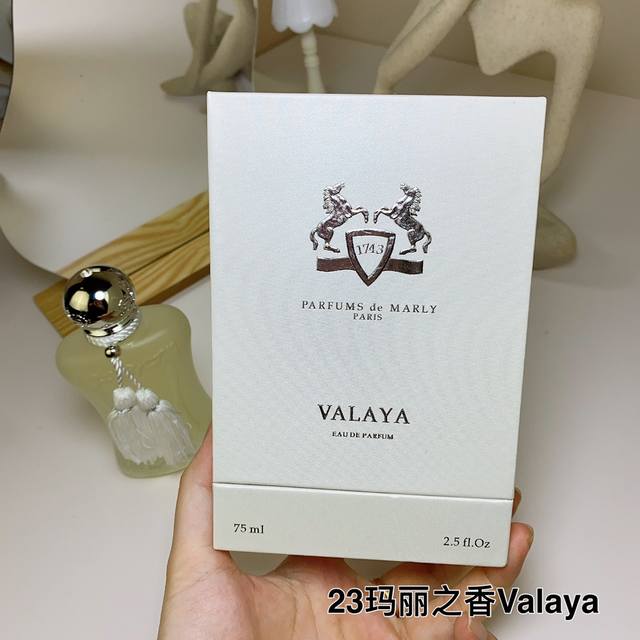 1743
PARFUMS de MARLY
PARIS
VALAYA
EAU DE PARFUM
75 ml
2.5 fl.Oz
23玛丽之香Valaya